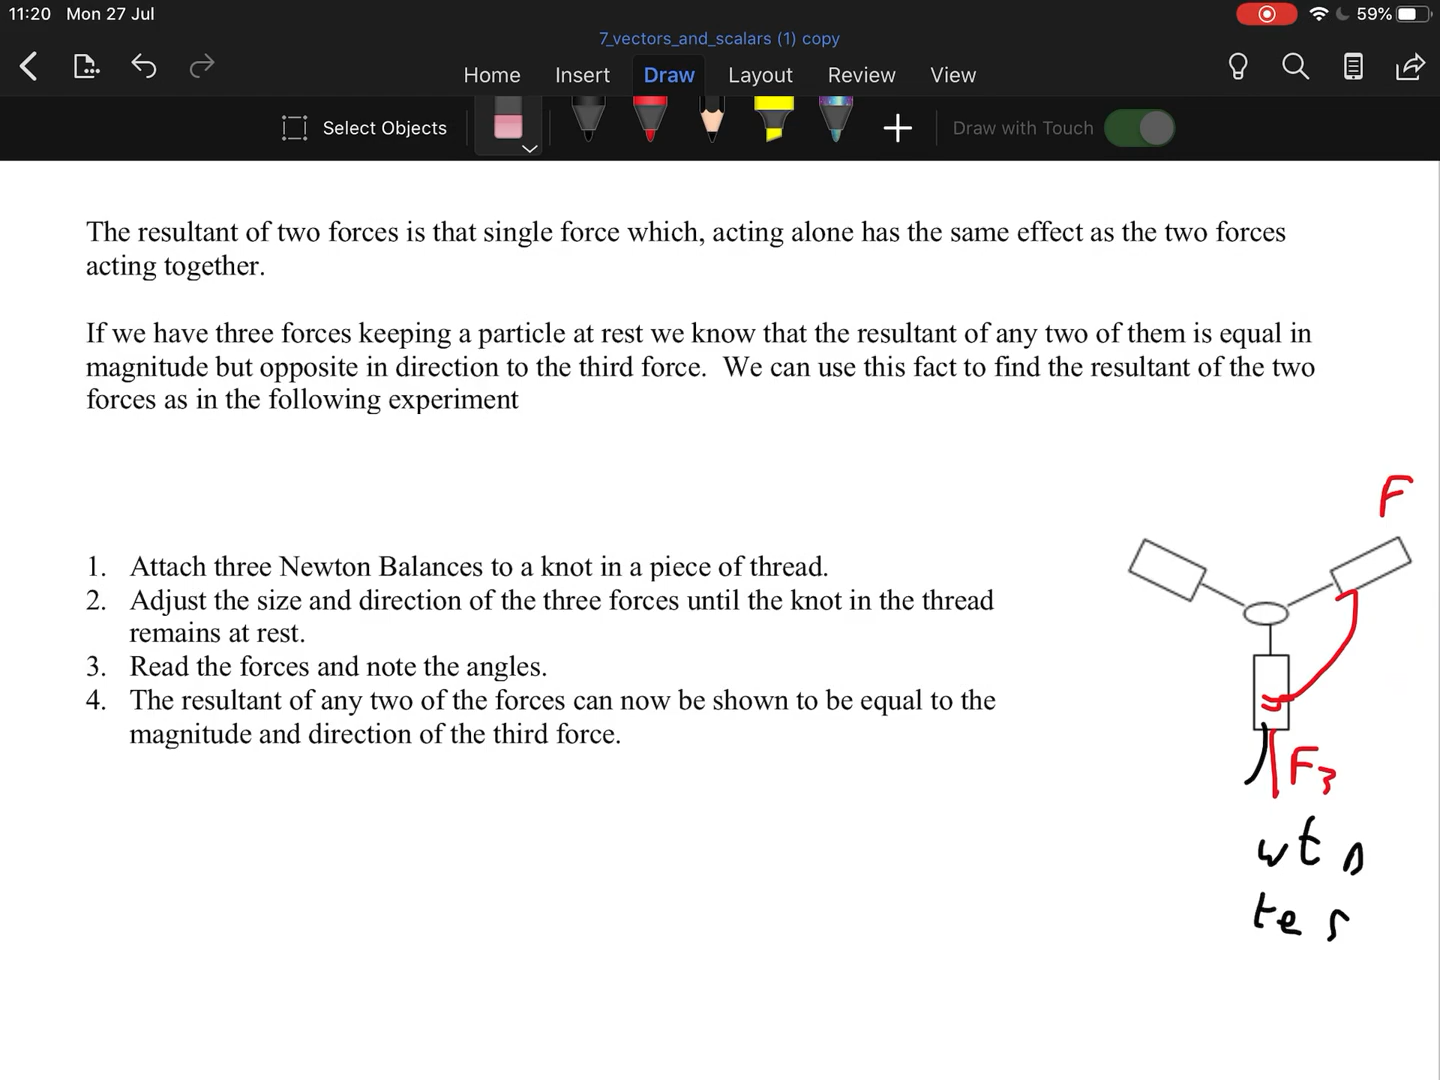 11:20 Mon 27 Jul 59%
7_vectors_and_scalars (1) copy
Home Insert Draw Layout Review View
Select Objects Draw with Touch
The resultant of two forces is that single force which, acting alone has the same effect as the two forces
acting together.
If we have three forces keeping a particle at rest we know that the resultant of any two of them is equal in
magnitude but opposite in direction to the third force. We can use this fact to find the resultant of the two
forces as in the following experiment
F
1. Attach three Newton Balances to a knot in a piece of thread.
2. Adjust the size and direction of the three forces until the knot in the thread
remains at rest.
3. Read the forces and note the angles.
4. The resultant of any two of the forces can now be shown to be equal to the
magnitude and direction of the third force.
F3